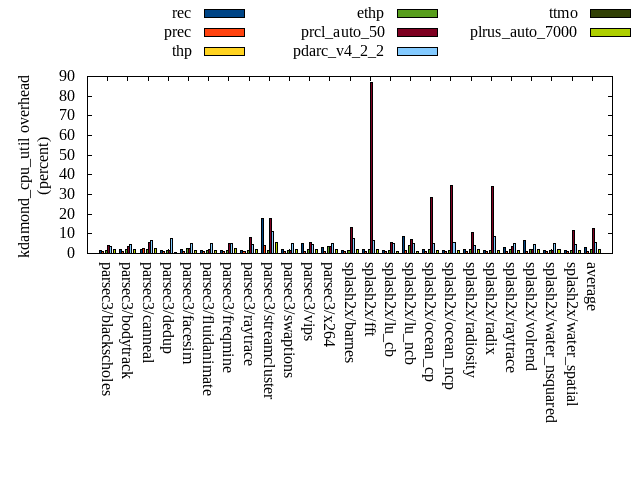 rec
prec
thp
ethp
prcl_auto_50
pdarc_v4_2_2
ttmo
plrus_auto_7000
kdamond_cpu_util overhead
(percent)
90
80
70
60
50
40
30
20
10
0
parsec3/blackscholes
parsec3/bodytrack
parsec3/canneal
parsec3/dedup
parsec3/facesim
parsec3/fluidanimate
parsec3/freqmine
parsec3/raytrace
parsec3/streamcluster
parsec3/swaptions
parsec3/vips
parsec3/x264
splash2x/barnes
splash2x/fft
splash2x/lu_cb
splash2x/lu_ncb
splash2x/ocean_cp
splash2x/ocean_ncp
splash2x/radiosity
splash2x/radix
splash2x/raytrace
splash2x/volrend
splash2x/water_nsquared
splash2x/water_spatial
average